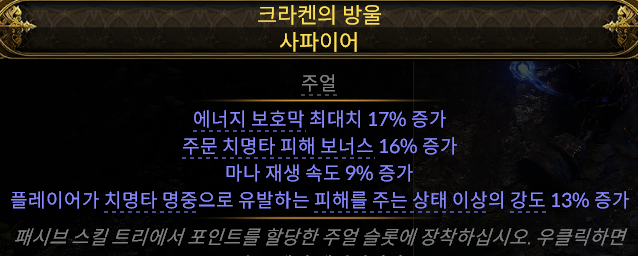 크라켄의 방울
사파이어
주얼
에너지 보호막 최대치 17% 증가
주문 치명타 피해 보너스 16% 증가
마나 재생 속도 9% 증가
플레이어가 치명타 명중으로 유발하는 피해를 주는 상태 이상의 강도 13% 증가
패시브 스킬 트리에서 포인트를 할당한 주얼 슬롯에 장착하십시오. 우클릭하면